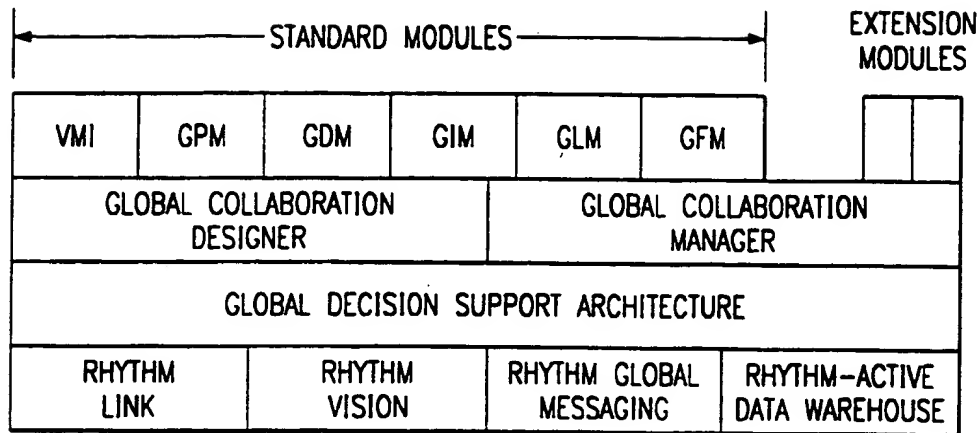 STANDARD MODULES
EXTENSION
MODULES
VMI
GPM
GDM
GIM
GLM
GFM
GLOBAL COLLABORATION
DESIGNER
GLOBAL COLLABORATION
MANAGER
GLOBAL DECISION SUPPORT ARCHITECTURE
RHYTHM
LINK
RHYTHM
VISION
RHYTHM GLOBAL
MESSAGING
RHYTHM-ACTIVE
DATA WAREHOUSE